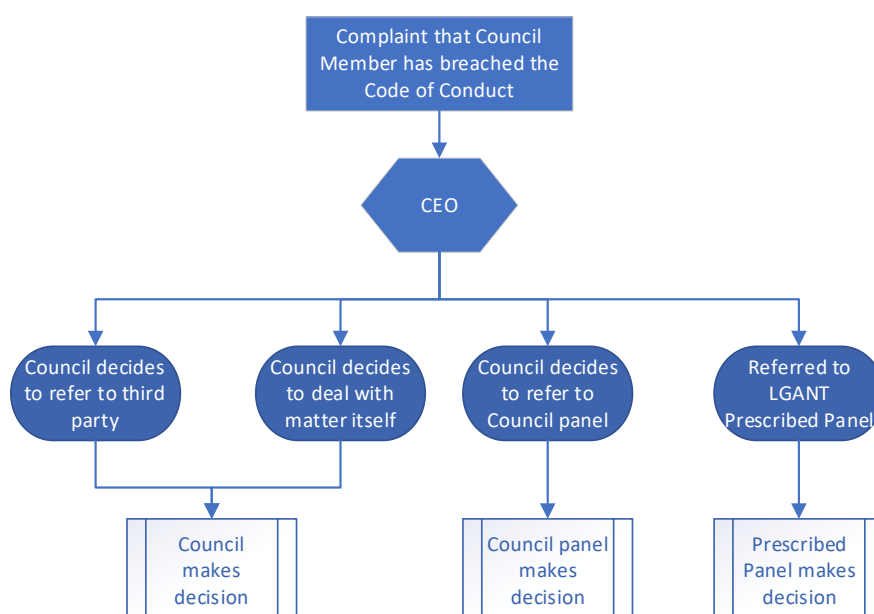 Complaint that Council
Member has breached the
Code of Conduct
CEO
Council decides
to refer to third
party
Council decides
to deal with
matter itself
Council decides
to refer to
Council panel
Referred to
LGANT
Prescribed Panel
Council
makes
decision
Council panel
makes
decision
Prescribed
Panel makes
decision